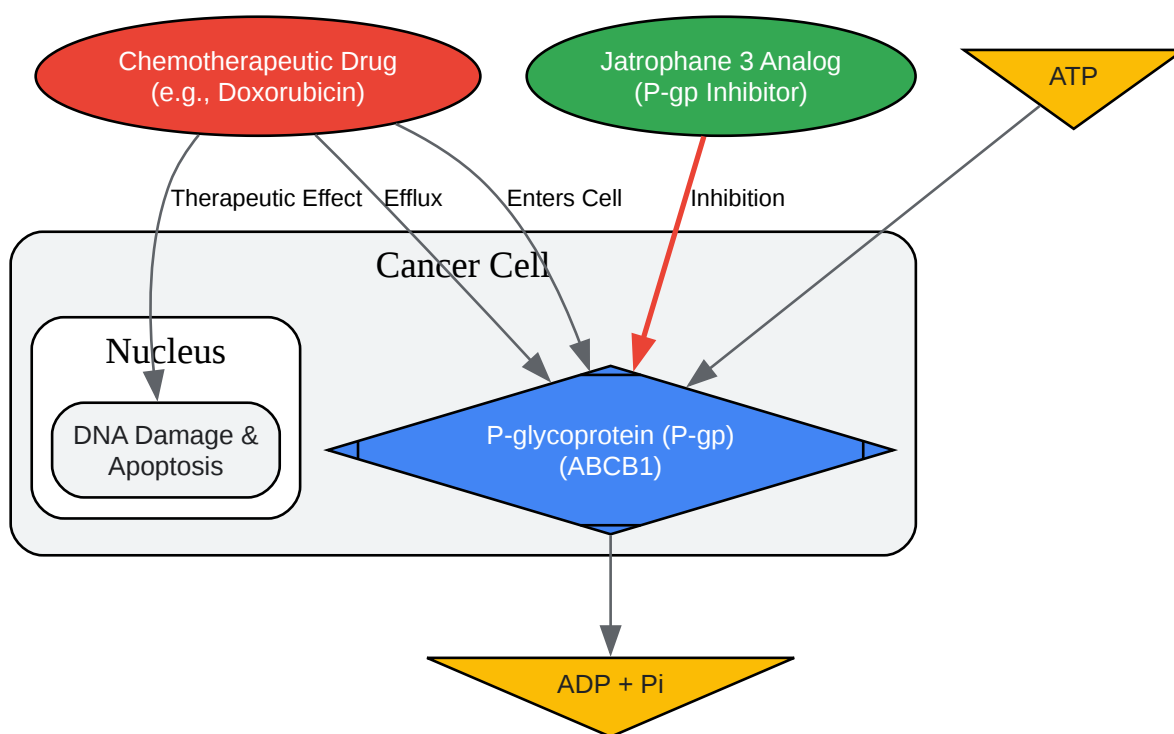 Chemotherapeutic Drug
(e.g., Doxorubicin)
Jatrophane 3 Analog
(P-gp Inhibitor)
ATP
Therapeutic Effect
Efflux
Enters Cell
Inhibition
Cancer Cell
Nucleus
DNA Damage &
Apoptosis
P-glycoprotein (P-gp)
(ABCB1)
ADP + Pi